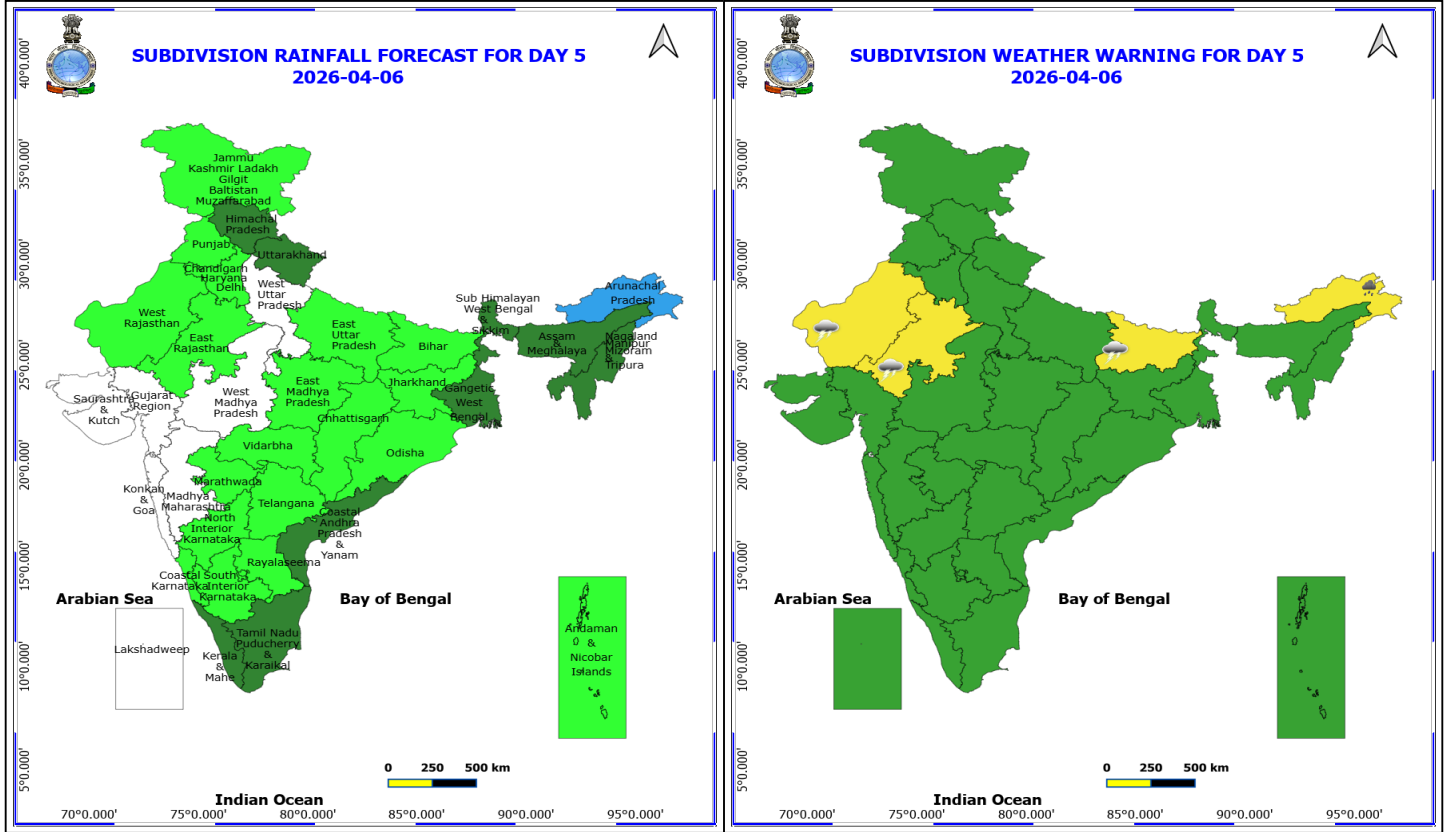 SUBDIVISION RAINFALL FORECAST FOR DAY 5
2026-04-06
40°0.000'
35°0.000'
30°0.000'
25°0.000'
20°0.000'
15°0.000'
10°0.000'
5°0.000'
Jammu
Kashmir Ladakh
Gilgit
Baltistan
Muzaffarabad
Himachal
Pradesh
Punjab
Uttarakhand
Chandigarh
Haryana
Delhi
West
Uttar
Pradesh
West
Rajasthan
East
Rajasthan
East
Uttar
Pradesh
Bihar
Sub Himalayan
West Bengal
&
Sikkim
Arunachal
Pradesh
Assam
&
Meghalaya
Nagaland
Manipur
Mizoram
&
Tripura
Saurashtra
&
Kutch
Gujarat
Region
West
Madhya
Pradesh
East
Madhya
Pradesh
Jharkhand
Gangetic
West
Bengal
Chhattisgarh
Vidarbha
Odisha
Konkan
&
Goa
Madhya
Maharashtra
Marathwada
Telangana
North
Interior
Karnataka
Coastal
Andhra
Pradesh
&
Yanam
Rayalaseema
Coastal
Karnataka
South
Interior
Karnataka
Arabian Sea
Bay of Bengal
Lakshadweep
Kerala
&
Mahe
Tamil Nadu
Puducherry
&
Karaikal
Andaman
&
Nicobar
Islands
0 250 500 km
Indian Ocean
70°0.000' 75°0.000' 80°0.000' 85°0.000' 90°0.000' 95°0.000'
SUBDIVISION WEATHER WARNING FOR DAY 5
2026-04-06
40°0.000'
35°0.000'
30°0.000'
25°0.000'
20°0.000'
15°0.000'
10°0.000'
5°0.000'
Arabian Sea
Bay of Bengal
0 250 500 km
Indian Ocean
70°0.000' 75°0.000' 80°0.000' 85°0.000' 90°0.000' 95°0.000'